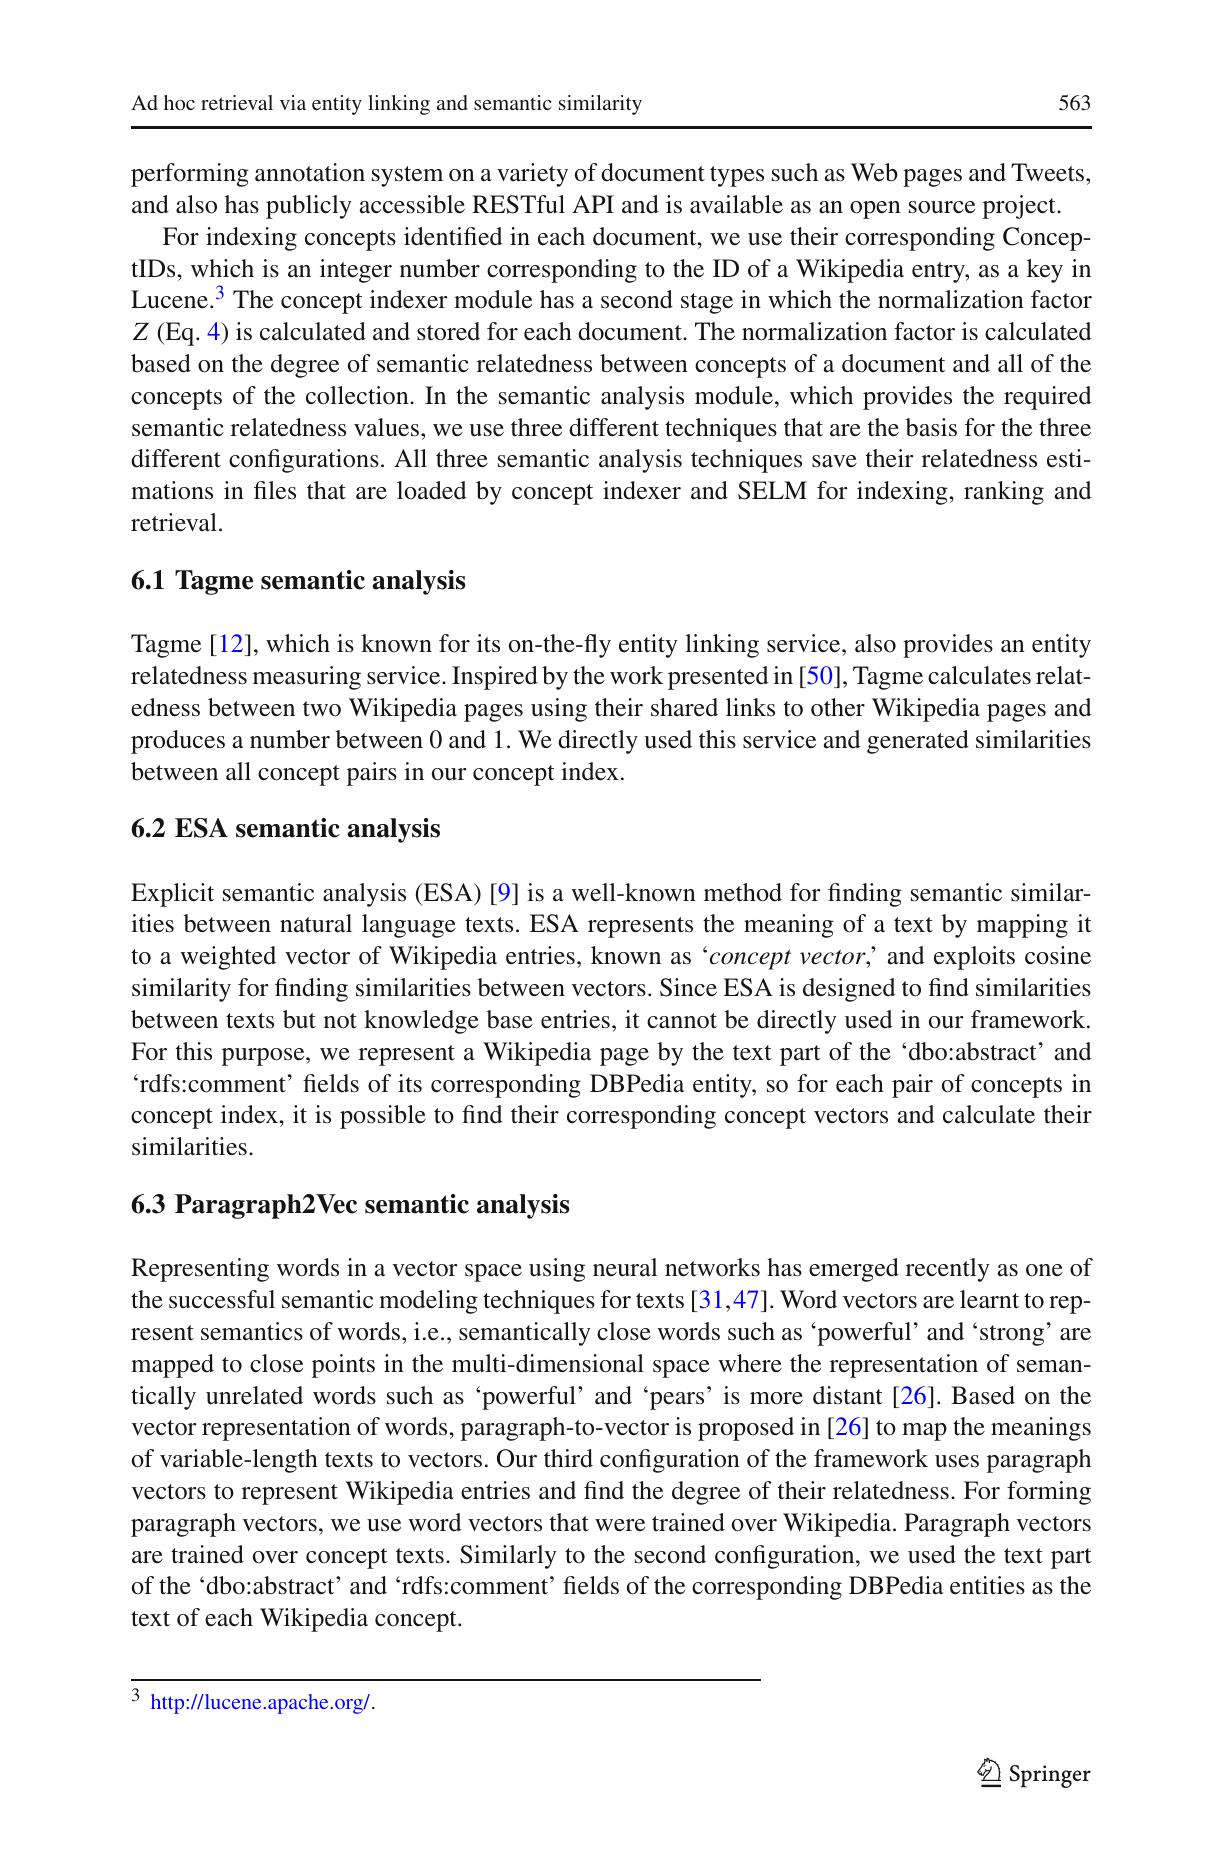 Ad hoc retrieval via entity linking and semantic similarity 563
performing annotation system on a variety of document types such as Web pages and Tweets,
and also has publicly accessible RESTful API and is available as an open source project.
For indexing concepts identified in each document, we use their corresponding Concep-
tIDs, which is an integer number corresponding to the ID of a Wikipedia entry, as a key in
Lucene.3 The concept indexer module has a second stage in which the normalization factor
Z (Eq. 4) is calculated and stored for each document. The normalization factor is calculated
based on the degree of semantic relatedness between concepts of a document and all of the
concepts of the collection. In the semantic analysis module, which provides the required
semantic relatedness values, we use three different techniques that are the basis for the three
different configurations. All three semantic analysis techniques save their relatedness esti-
mations in files that are loaded by concept indexer and SELM for indexing, ranking and
retrieval.
6.1 Tagme semantic analysis
Tagme [12], which is known for its on-the-fly entity linking service, also provides an entity
relatedness measuring service. Inspired by the work presented in [50], Tagme calculates relat-
edness between two Wikipedia pages using their shared links to other Wikipedia pages and
produces a number between 0 and 1. We directly used this service and generated similarities
between all concept pairs in our concept index.
6.2 ESA semantic analysis
Explicit semantic analysis (ESA) [9] is a well-known method for finding semantic similar-
ities between natural language texts. ESA represents the meaning of a text by mapping it
to a weighted vector of Wikipedia entries, known as ‘concept vector,’ and exploits cosine
similarity for finding similarities between vectors. Since ESA is designed to find similarities
between texts but not knowledge base entries, it cannot be directly used in our framework.
For this purpose, we represent a Wikipedia page by the text part of the ‘dbo:abstract’ and
‘rdfs:comment’ fields of its corresponding DBPedia entity, so for each pair of concepts in
concept index, it is possible to find their corresponding concept vectors and calculate their
similarities.
6.3 Paragraph2Vec semantic analysis
Representing words in a vector space using neural networks has emerged recently as one of
the successful semantic modeling techniques for texts [31,47]. Word vectors are learnt to rep-
resent semantics of words, i.e., semantically close words such as ‘powerful’ and ‘strong’ are
mapped to close points in the multi-dimensional space where the representation of seman-
tically unrelated words such as ‘powerful’ and ‘pears’ is more distant [26]. Based on the
vector representation of words, paragraph-to-vector is proposed in [26] to map the meanings
of variable-length texts to vectors. Our third configuration of the framework uses paragraph
vectors to represent Wikipedia entries and find the degree of their relatedness. For forming
paragraph vectors, we use word vectors that were trained over Wikipedia. Paragraph vectors
are trained over concept texts. Similarly to the second configuration, we used the text part
of the ‘dbo:abstract’ and ‘rdfs:comment’ fields of the corresponding DBPedia entities as the
text of each Wikipedia concept.
3 http://lucene.apache.org/.
Springer